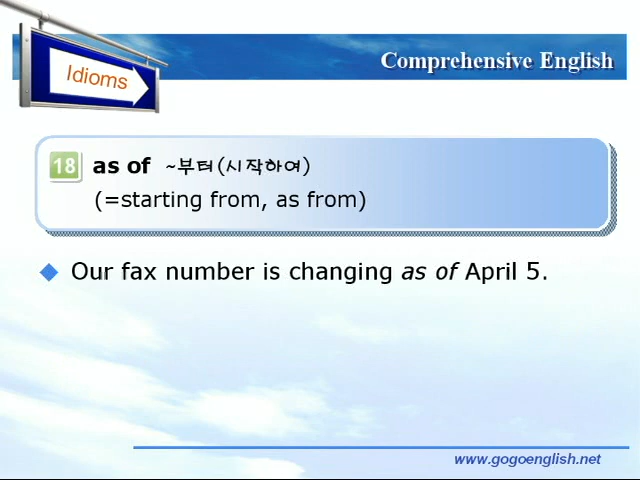 Idioms
Comprehensive English
18 as of ~부터(시작하여)
(=starting from, as from)
Our fax number is changing as of April 5.
www.gogoenglish.net